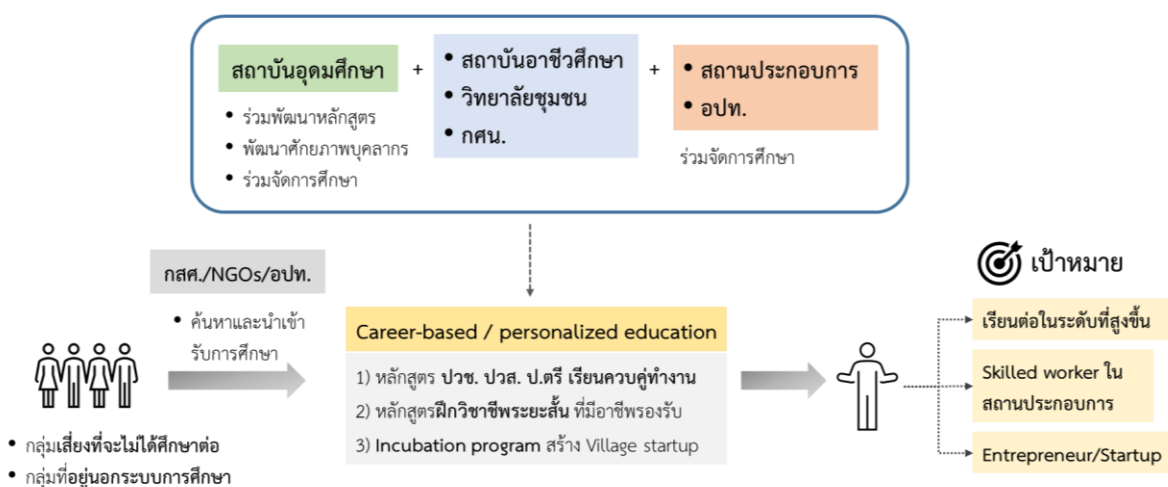 สถาบันอุดมศึกษา
• ร่วมพัฒนาหลักสูตร
• พัฒนาศักยภาพบุคลากร
• ร่วมจัดการศึกษา
+
• สถาบันอาชีวศึกษา
• วิทยาลัยชุมชน
• กศน.
+
• สถานประกอบการ
• อปท.
ร่วมจัดการศึกษา
กสศ./NGOs/อปท.
• ค้นหาและนำเข้า
รับการศึกษา
• กลุ่มเสี่ยงที่จะไม่ได้ศึกษาต่อ
• กลุ่มที่อยู่นอกระบบการศึกษา
Career-based / personalized education
1) หลักสูตร ปวช. ปวส. ป.ตรี เรียนควบคู่ทำงาน
2) หลักสูตรฝึกวิชาชีพระยะสั้น ที่มีอาชีพรองรับ
3) Incubation program สร้าง Village startup
เป้าหมาย
เรียนต่อในระดับที่สูงขึ้น
Skilled worker ใน
สถานประกอบการ
Entrepreneur/Startup